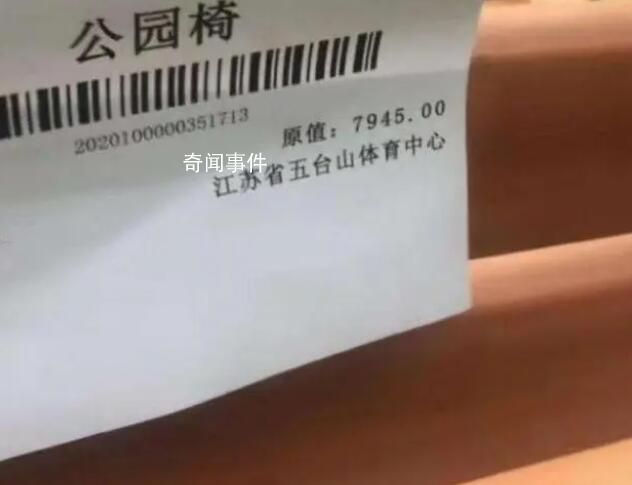 公园椅
2020100000351713
原值：7945.00
奇闻事件
江苏省五台山体育中心